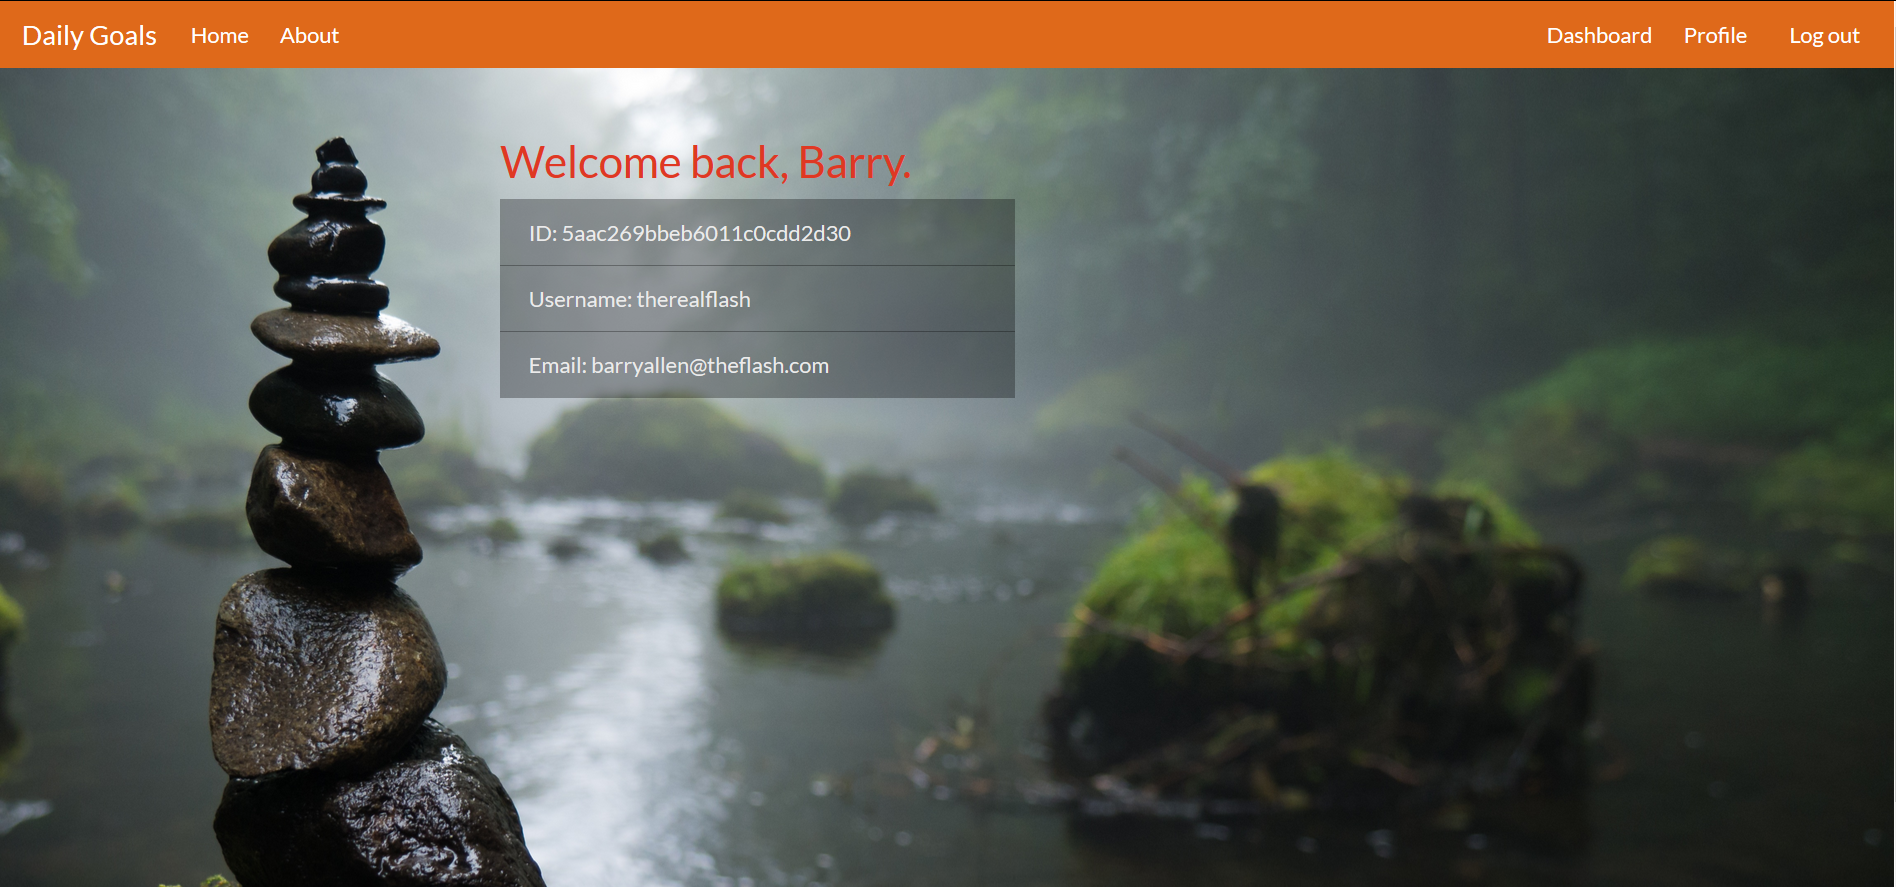 Daily Goals Home About Dashboard Profile Log out
Welcome back, Barry.
ID: 5aac269bbeb6011c0cdd2d30
Username: therealflash
Email: barryallen@theflash.com